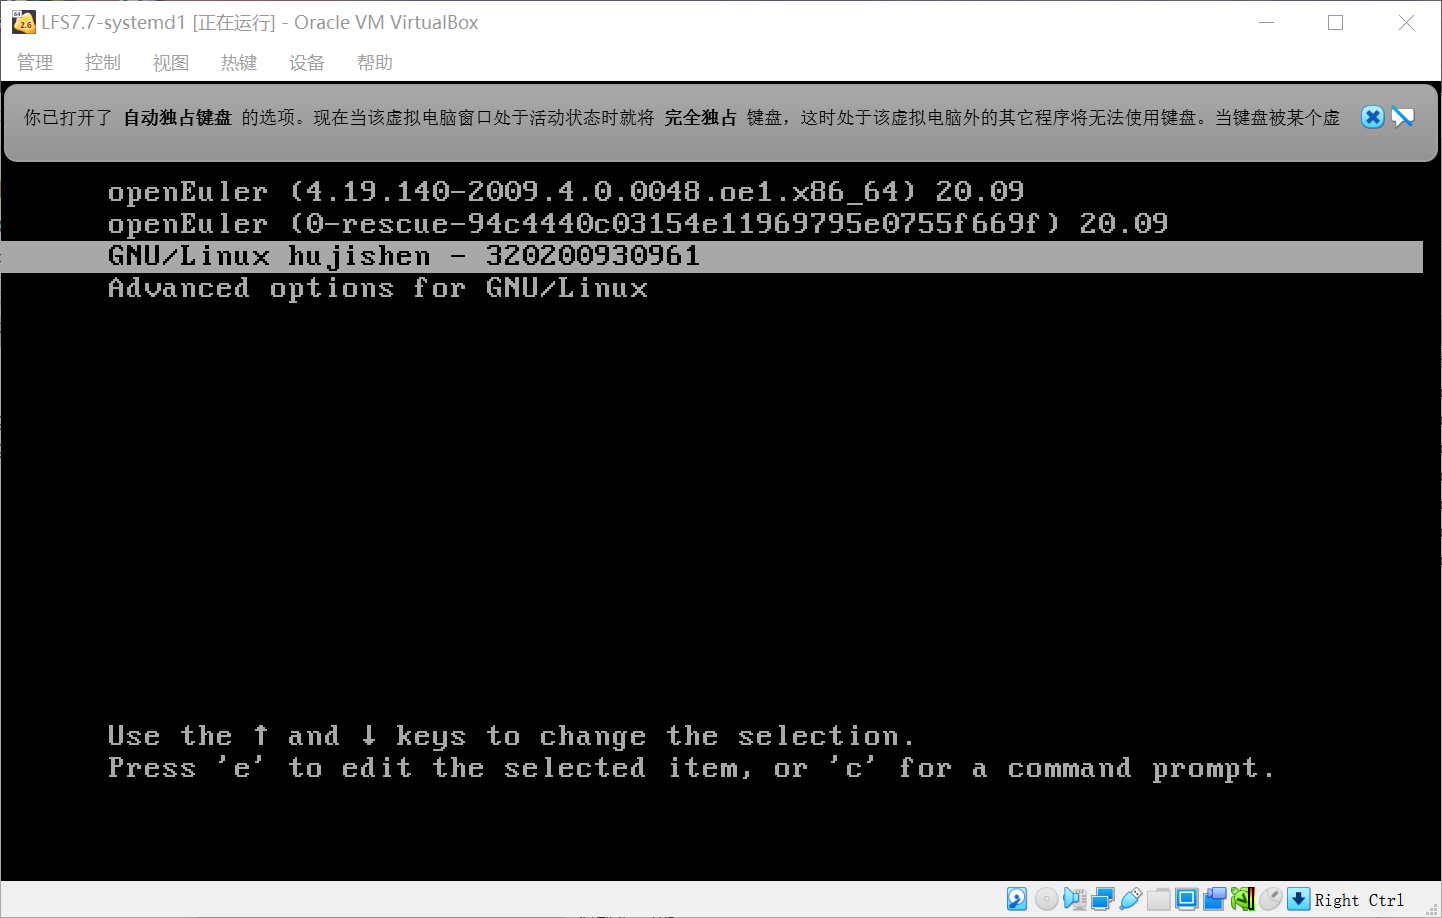 LFS7.7-systemd1 [正在运行] - Oracle VM VirtualBox
管理 控制 视图 热键 设备 帮助
你已打开了 自动独占键盘 的选项。现在当该虚拟电脑窗口处于活动状态时就将 完全独占 键盘，这时处于该虚拟电脑外的其它程序将无法使用键盘。当键盘被某个虚
openEuler (4.19.140-2009.4.0.0048.oe1.x86_64) 20.09
openEuler (0-rescue-94c4440c03154e11969795e0755f669f) 20.09
GNU/Linux hujishen - 320200930961
Advanced options for GNU/Linux
Use the ↑ and ↓ keys to change the selection.
Press 'e' to edit the selected item, or 'c' for a command prompt.
Right Ctrl